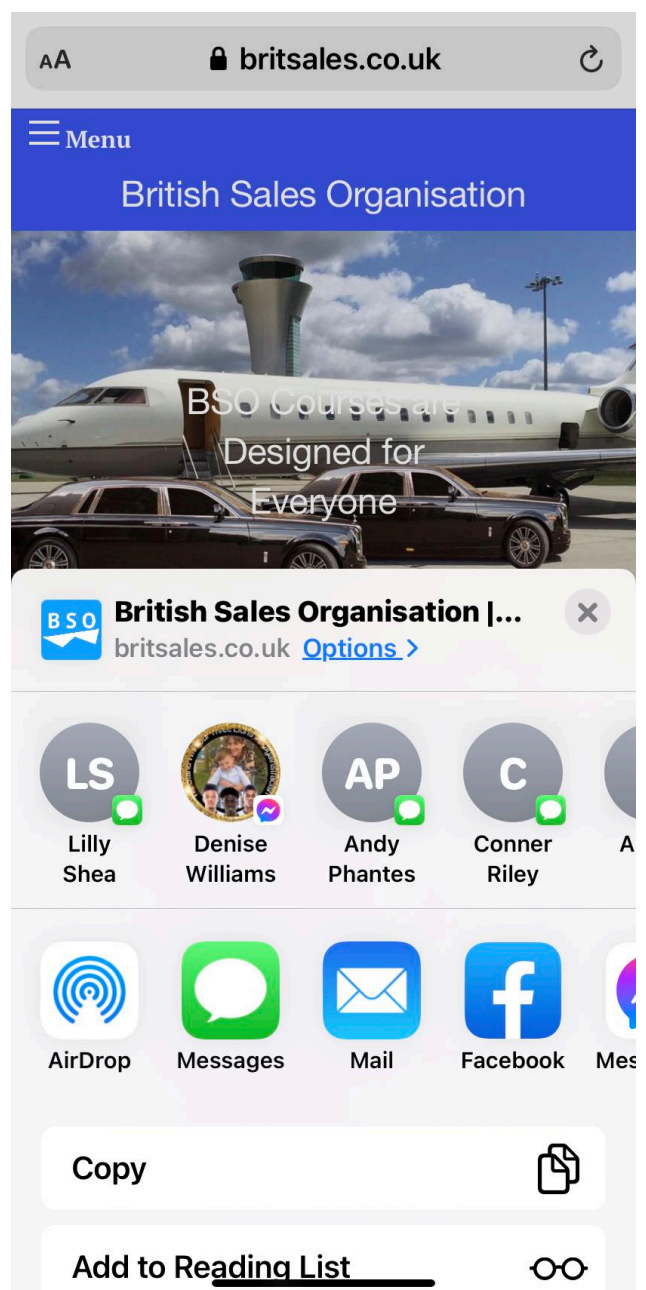 AA britsales.co.uk
Menu
British Sales Organisation
BSO Courses are
Designed for
Everyone
BSO
British Sales Organisation |...
britsales.co.uk Options >
LS AP C
Lilly Denise Andy Conner A
Shea Williams Phantes Riley
AirDrop Messages Mail Facebook Mes
Copy
Add to Reading List